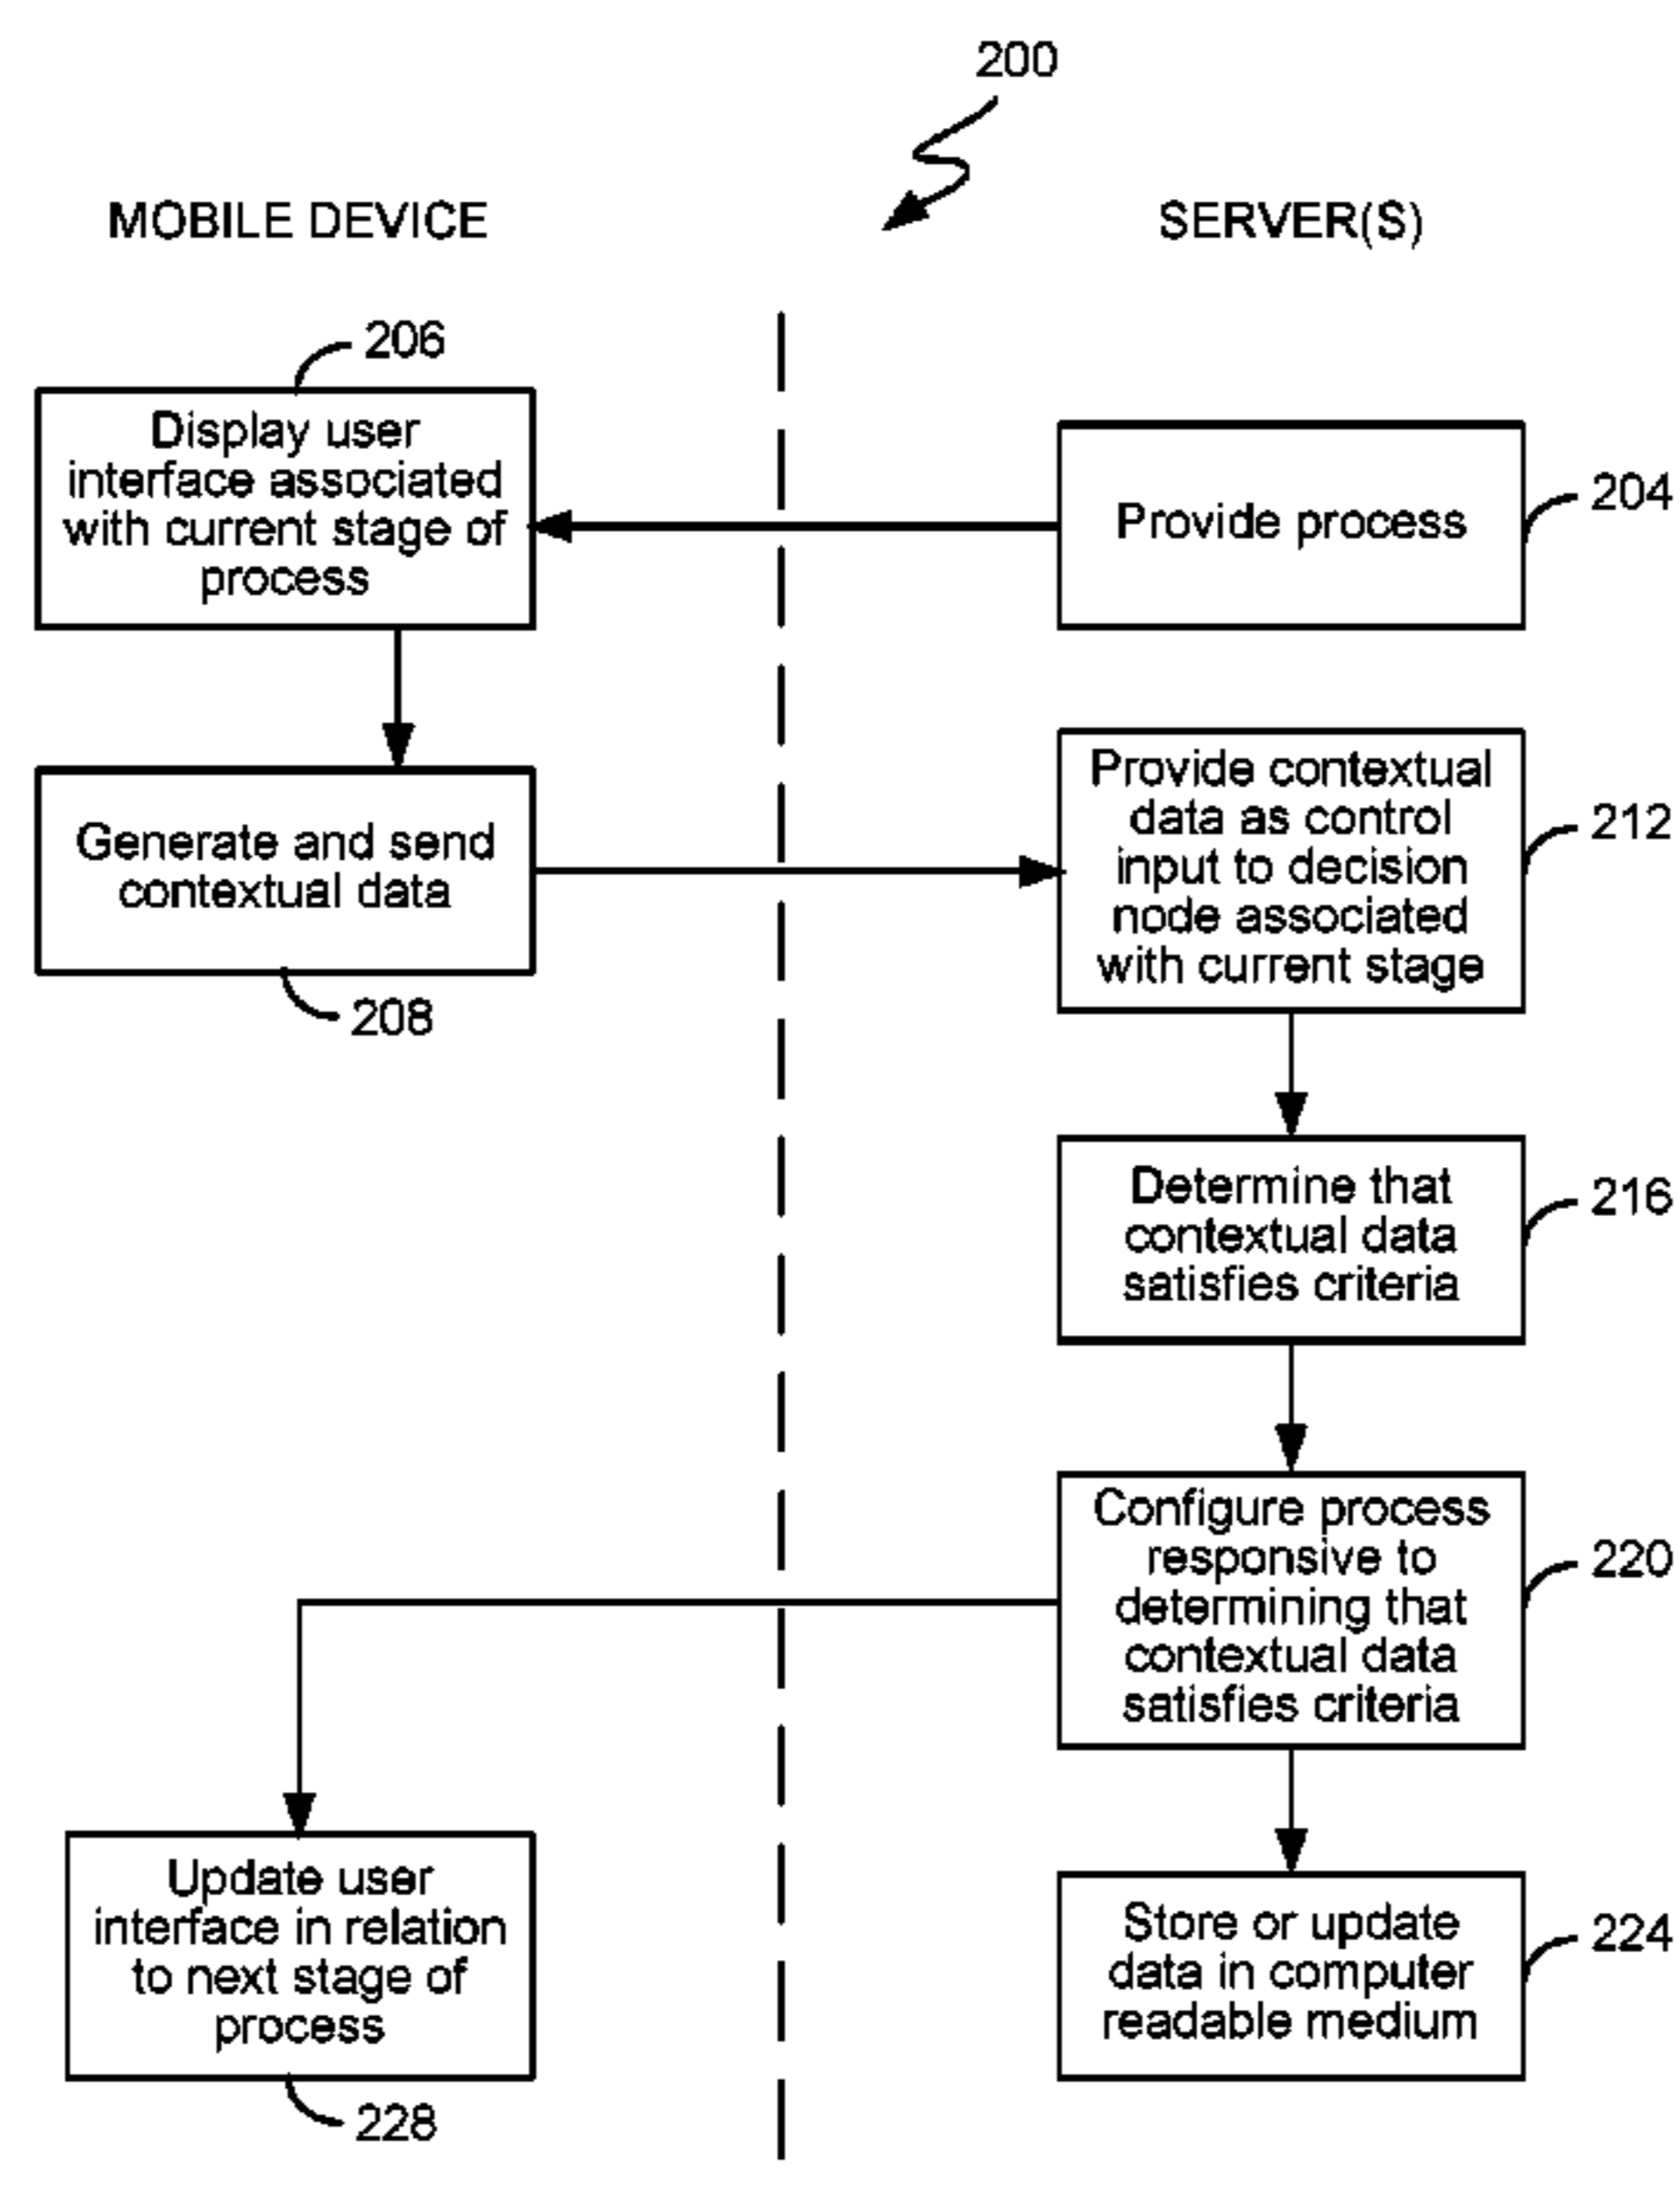 200
MOBILE DEVICE
SERVER(S)
206
Display user
interface associated
with current stage of
process
Provide process
204
Generate and send
contextual data
208
Provide contextual
data as control
input to decision
node associated
with current stage
212
Determine that
contextual data
satisfies criteria
216
Configure process
responsive to
determining that
contextual data
satisfies criteria
220
Update user
interface in relation
to next stage of
process
228
Store or update
data in computer
readable medium
224